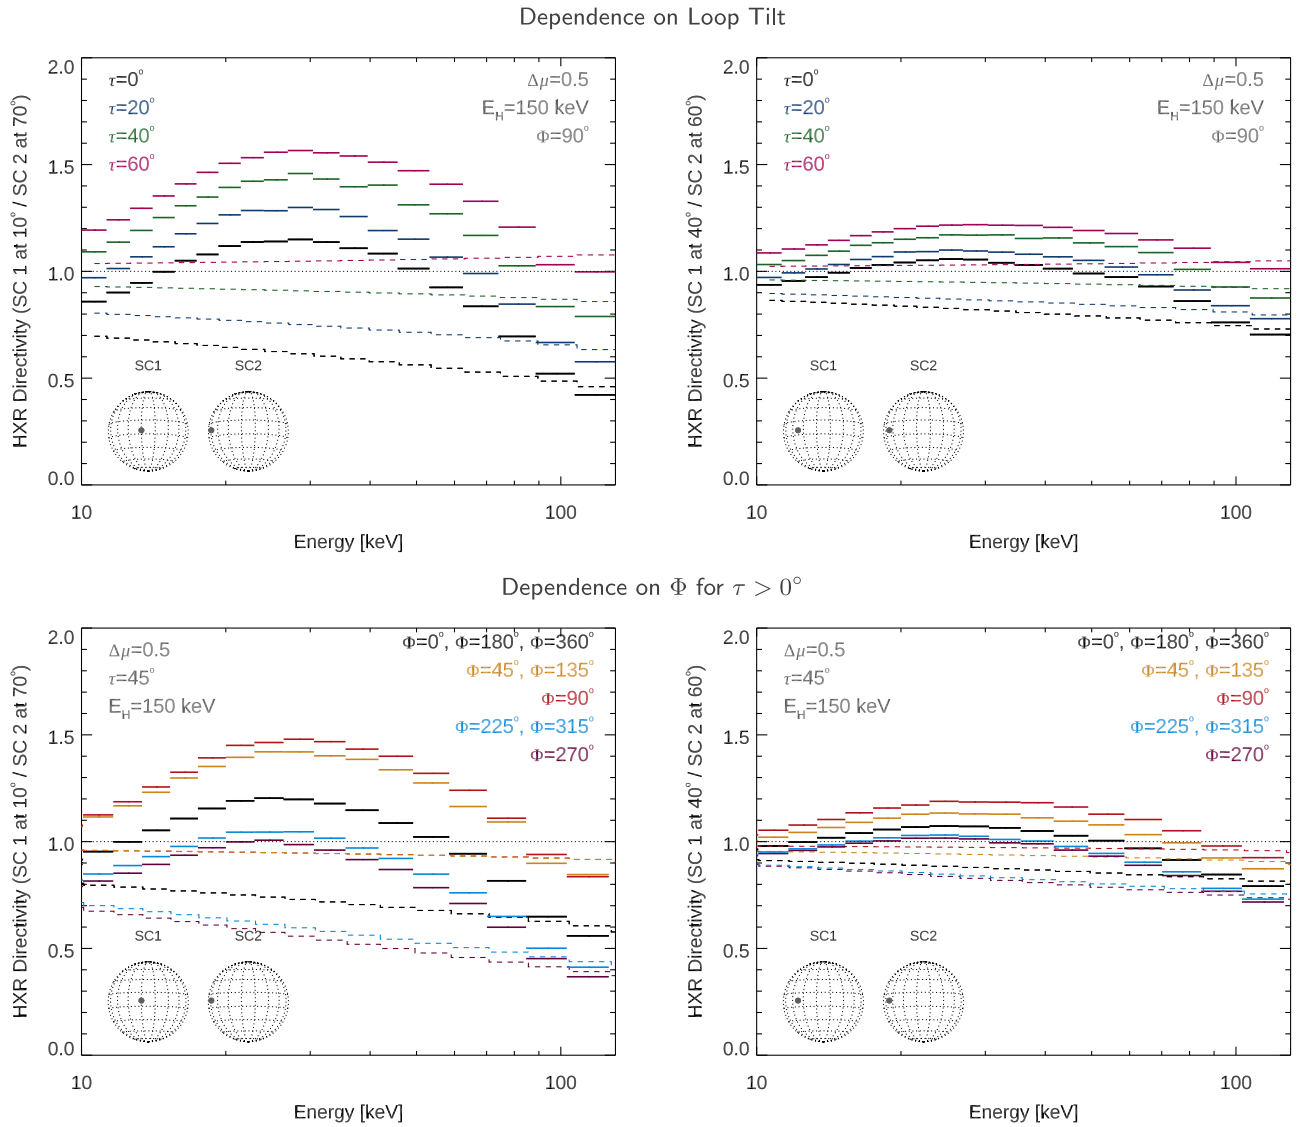 Dependence on Loop Tilt
HXR Directivity (SC 1 at 10° / SC 2 at 70°)
2.0
1.5
1.0
0.5
0.0
τ=0°
τ=20°
τ=40°
τ=60°
Δμ=0.5
E_H=150 keV
Φ=90°
SC1
SC2
10
100
Energy [keV]
HXR Directivity (SC 1 at 40° / SC 2 at 60°)
2.0
1.5
1.0
0.5
0.0
τ=0°
τ=20°
τ=40°
τ=60°
Δμ=0.5
E_H=150 keV
Φ=90°
SC1
SC2
10
100
Energy [keV]
Dependence on Φ for τ > 0°
HXR Directivity (SC 1 at 10° / SC 2 at 70°)
2.0
1.5
1.0
0.5
0.0
Δμ=0.5
τ=45°
E_H=150 keV
Φ=0°, Φ=180°, Φ=360°
Φ=45°, Φ=135°
Φ=90°
Φ=225°, Φ=315°
Φ=270°
SC1
SC2
10
100
Energy [keV]
HXR Directivity (SC 1 at 40° / SC 2 at 60°)
2.0
1.5
1.0
0.5
0.0
Δμ=0.5
τ=45°
E_H=150 keV
Φ=0°, Φ=180°, Φ=360°
Φ=45°, Φ=135°
Φ=90°
Φ=225°, Φ=315°
Φ=270°
SC1
SC2
10
100
Energy [keV]